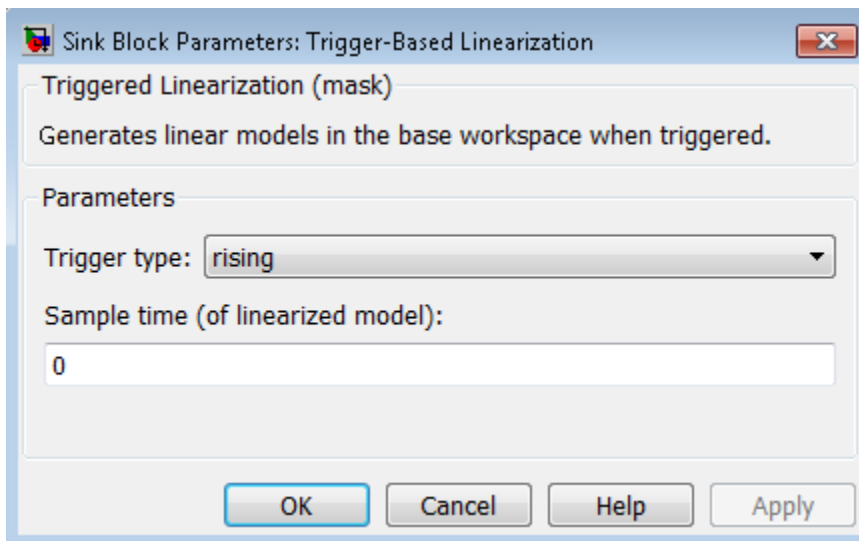 Sink Block Parameters: Trigger-Based Linearization
Triggered Linearization (mask)
Generates linear models in the base workspace when triggered.
Parameters
Trigger type: rising
Sample time (of linearized model):
0
OK Cancel Help Apply